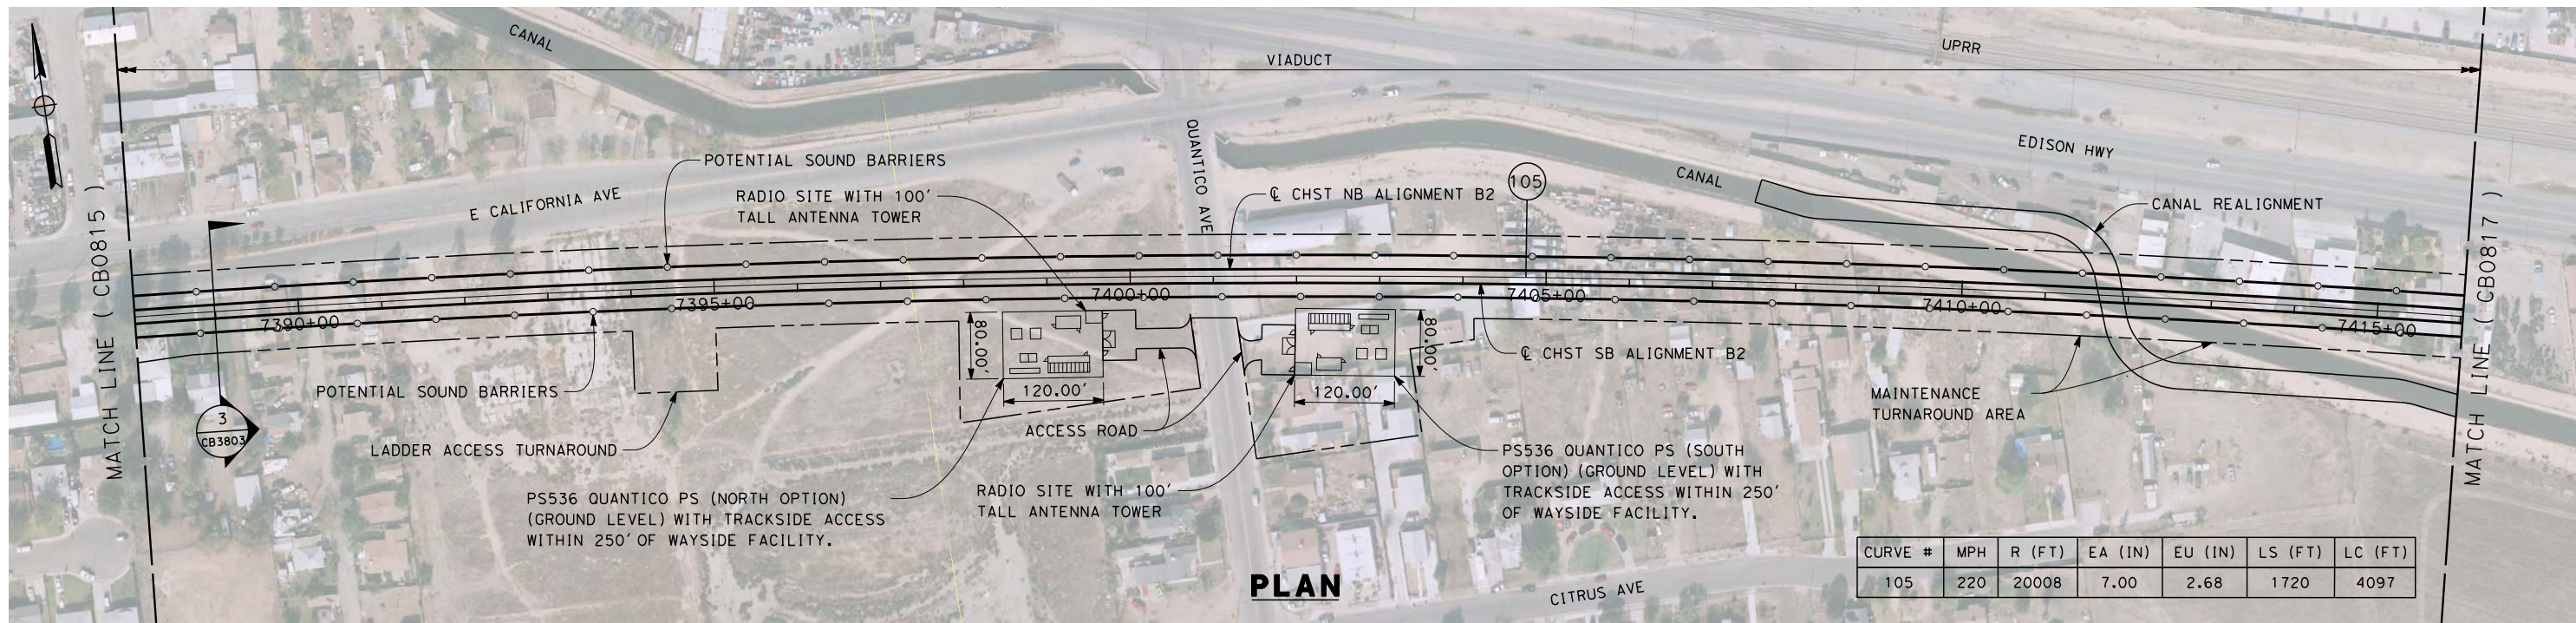 CANAL
VIADUCT
UPRR
QUANTICO AVE
EDISON HWY
POTENTIAL SOUND BARRIERS
RADIO SITE WITH 100'
TALL ANTENNA TOWER
E CALIFORNIA AVE
105
℄ CHST NB ALIGNMENT B2
CANAL
CANAL REALIGNMENT
MATCH LINE ( CB0815 )
MATCH LINE ( CB0817 )
7390+00
7395+00
7400+00
7405+00
7410+00
7415+00
80.00'
120.00'
80.00'
120.00'
℄ CHST SB ALIGNMENT B2
POTENTIAL SOUND BARRIERS
MAINTENANCE
TURNAROUND AREA
3
CB3803
ACCESS ROAD
LADDER ACCESS TURNAROUND
PS536 QUANTICO PS (NORTH OPTION)
(GROUND LEVEL) WITH TRACKSIDE ACCESS
WITHIN 250' OF WAYSIDE FACILITY.
RADIO SITE WITH 100'
TALL ANTENNA TOWER
PS536 QUANTICO PS (SOUTH
OPTION) (GROUND LEVEL) WITH
TRACKSIDE ACCESS WITHIN 250'
OF WAYSIDE FACILITY.
PLAN
CITRUS AVE
CURVE # MPH R (FT) EA (IN) EU (IN) LS (FT) LC (FT)
105 220 20008 7.00 2.68 1720 4097